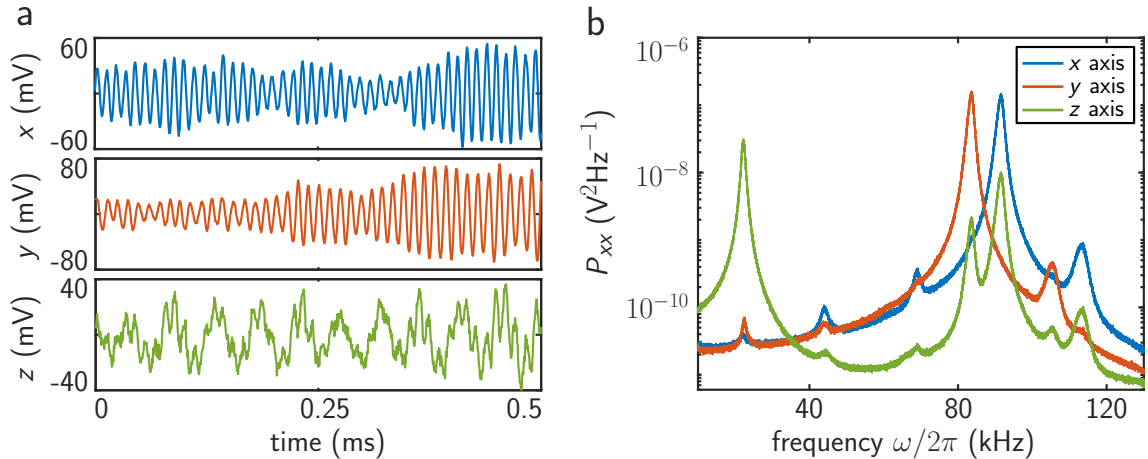 a
60
x (mV)
-60
80
y (mV)
-80
40
z (mV)
-40
0
0.25
0.5
time (ms)
b
10⁻⁶
x axis
y axis
z axis
10⁻⁸
P_xx (V²Hz⁻¹)
10⁻¹⁰
40
80
120
frequency ω/2π (kHz)